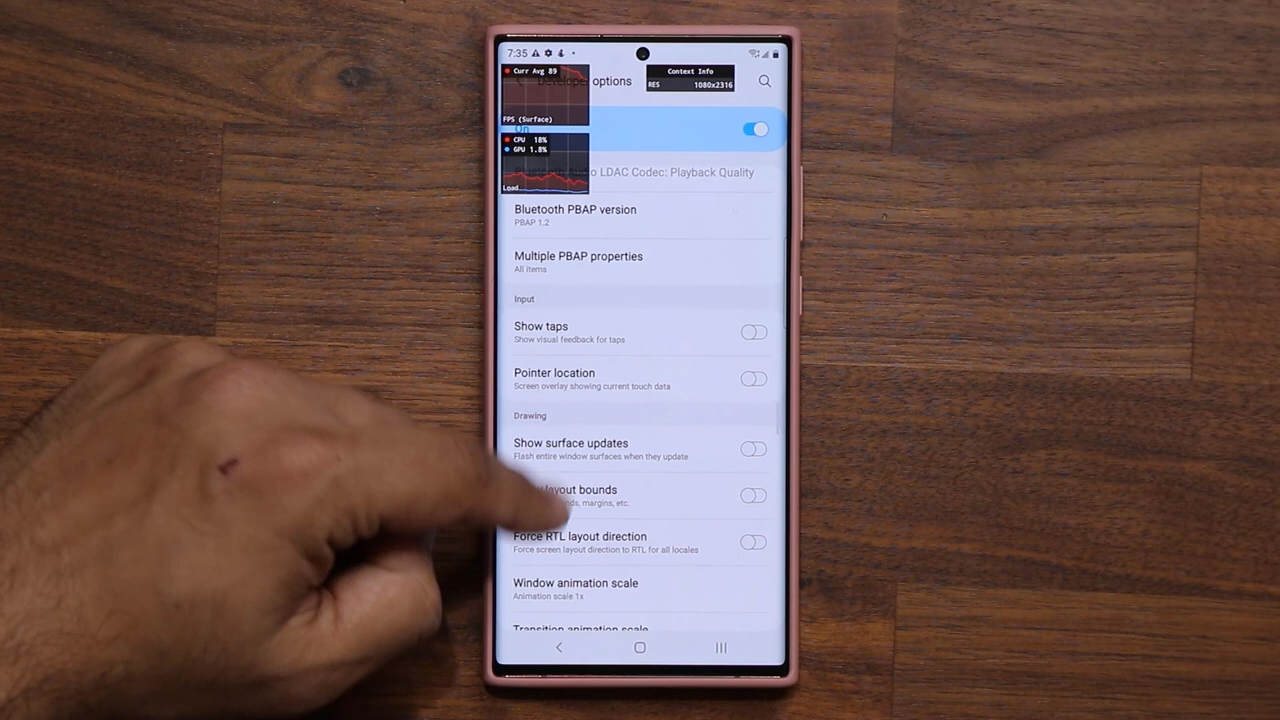 7:35
Curr Avg 89
Developer options
Context Info
RES 1080x2316
FPS (Surface)
On
CPU 18%
GPU 1.8%
LDAC Codec: Playback Quality
Load
Bluetooth PBAP version
PBAP 1.2
Multiple PBAP properties
All items
Input
Show taps
Show visual feedback for taps
Pointer location
Screen overlay showing current touch data
Drawing
Show surface updates
Flash entire window surfaces when they update
layout bounds
margins, etc.
Force RTL layout direction
Force screen layout direction to RTL for all locales
Window animation scale
Animation scale 1x
Transition animation scale